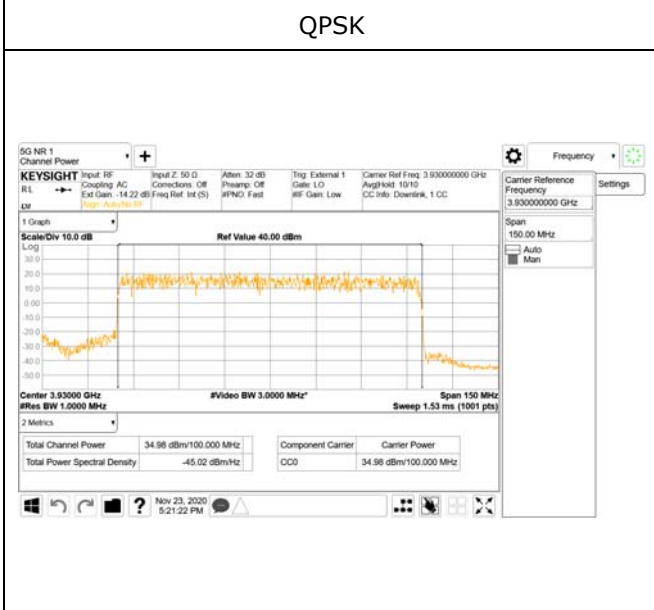 QPSK
5G NR 1
Channel Power
Frequency
KEYSIGHT Input: RF Input Z: 50 Ω Atten: 32 dB Trig: External 1 Carrier Ref Freq: 3.930000000 GHz
RL Coupling: AC Corrections: Off Preamp: Off Gate: LO Avg|Hold: 10/10
Ext Gain: -14.22 dB Freq Ref: Int (S) #PNO: Fast #IF Gain: Low CC Info: Downlink, 1 CC
Align: Auto/No RF
Carrier Reference
Frequency
3.930000000 GHz
Settings
Span
150.00 MHz
Auto
Man
1 Graph
Scale/Div 10.0 dB Ref Value 40.00 dBm
Log
30.0
20.0
10.0
0.00
-10.0
-20.0
-30.0
-40.0
-50.0
Center 3.93000 GHz #Video BW 3.0000 MHz* Span 150 MHz
#Res BW 1.0000 MHz Sweep 1.53 ms (1001 pts)
2 Metrics
Total Channel Power 34.98 dBm/100.000 MHz Component Carrier Carrier Power
Total Power Spectral Density -45.02 dBm/Hz CC0 34.98 dBm/100.000 MHz
Nov 23, 2020
5:21:22 PM